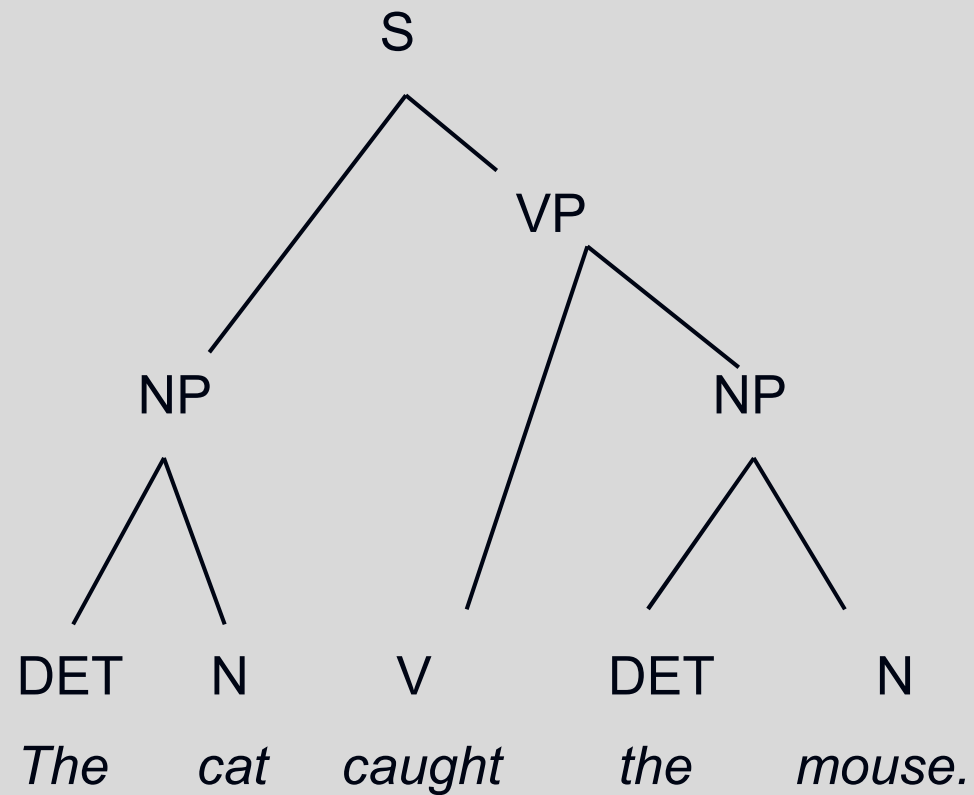 S
VP
NP NP
DET N V DET N
The cat caught the mouse.